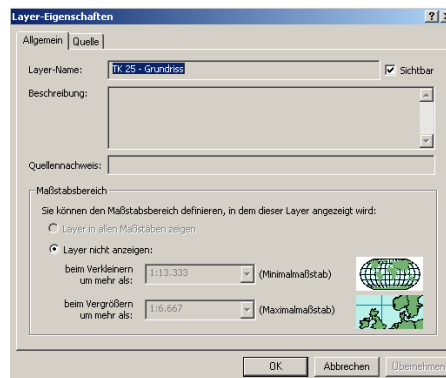 Layer-Eigenschaften
Allgemein Quelle
Layer-Name: TK 25 - Grundriss Sichtbar
Beschreibung:
Quellennachweis:
Maßstabsbereich
Sie können den Maßstabsbereich definieren, in dem dieser Layer angezeigt wird:
Layer in allen Maßstäben zeigen
Layer nicht anzeigen:
beim Verkleinern
um mehr als: 1:13.333 (Minimalmaßstab)
beim Vergrößern
um mehr als: 1:6.667 (Maximalmaßstab)
OK Abbrechen Übernehmen